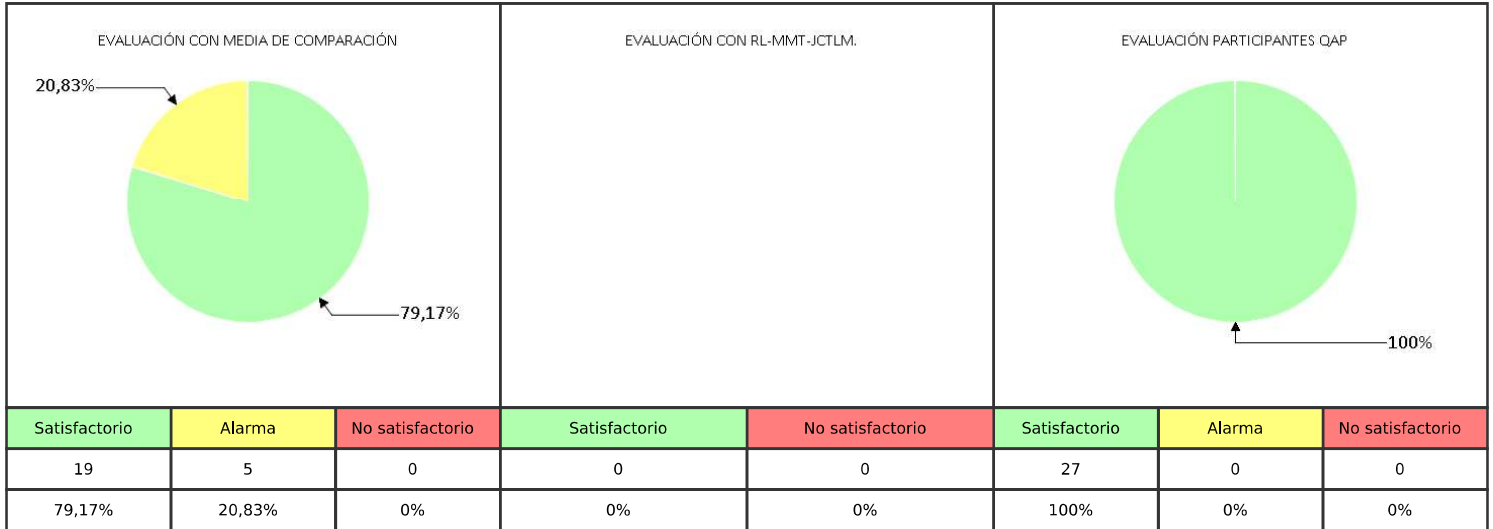 EVALUACIÓN CON MEDIA DE COMPARACIÓN
20,83%
79,17%
EVALUACIÓN CON RL-MMT-JCTLM.
EVALUACIÓN PARTICIPANTES QAP
100%
Satisfactorio Alarma No satisfactorio Satisfactorio No satisfactorio Satisfactorio Alarma No satisfactorio
19 5 0 0 0 27 0 0
79,17% 20,83% 0% 0% 0% 100% 0% 0%